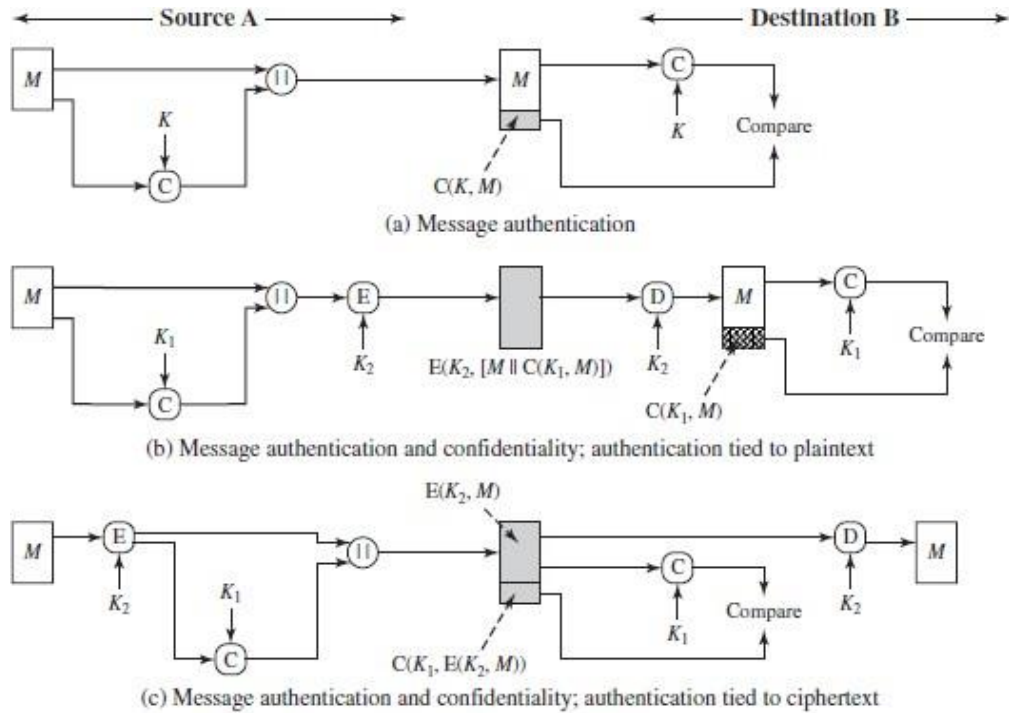 Source A
Destination B
M
||
M
C
K
K
Compare
C
C(K, M)
(a) Message authentication
M
||
E
D
M
C
K₁
K₂
E(K₂, [M || C(K₁, M)])
K₂
K₁
Compare
C
C(K₁, M)
(b) Message authentication and confidentiality; authentication tied to plaintext
E(K₂, M)
M
E
||
D
M
C
K₂
K₁
K₁
Compare
K₂
C
C(K₁, E(K₂, M))
(c) Message authentication and confidentiality; authentication tied to ciphertext